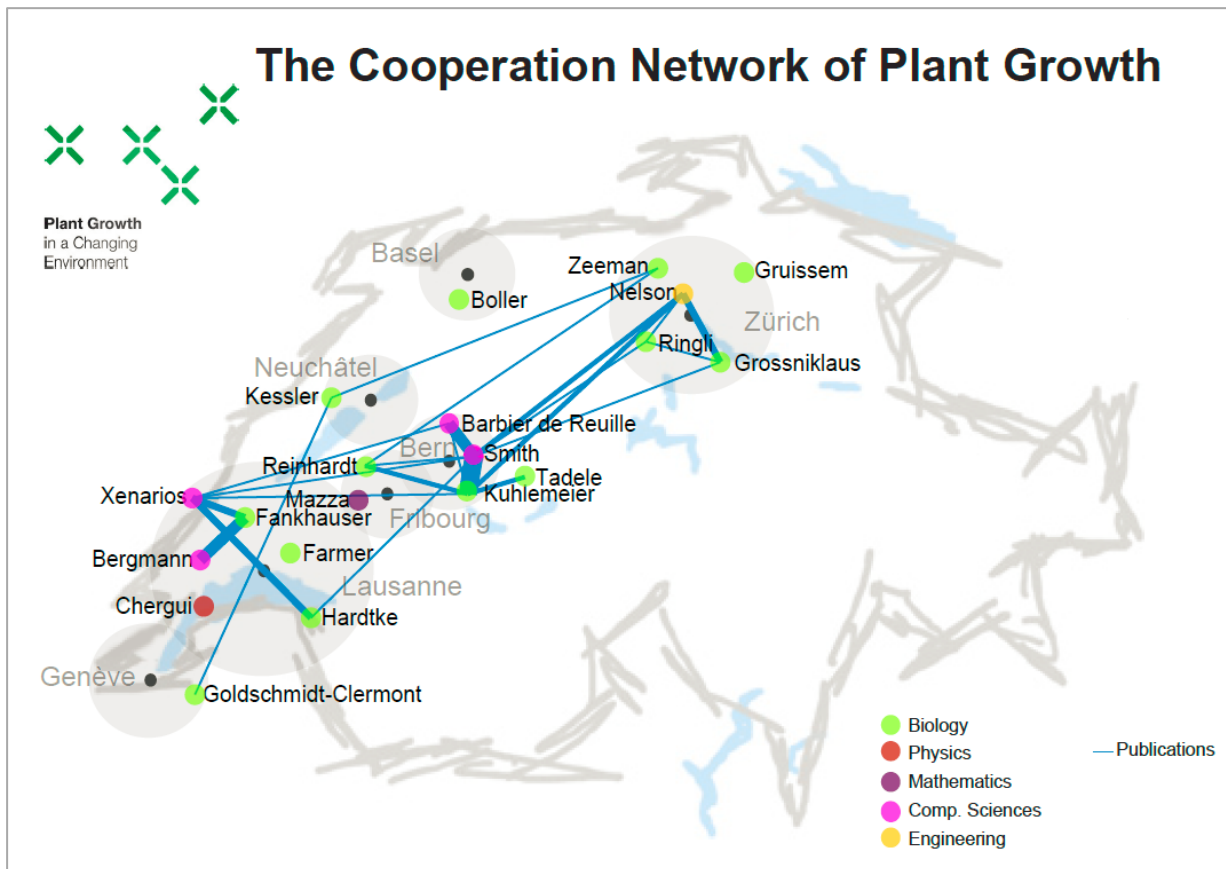 The Cooperation Network of Plant Growth
Plant Growth
in a Changing
Environment
Basel
Boller
Zeeman
Gruissem
Nelson
Zürich
Ringli
Grossniklaus
Neuchâtel
Kessler
Barbier de Reuille
Bern
Smith
Reinhardt
Tadele
Kuhlemeier
Xenarios
Mazza
Fankhauser
Fribourg
Bergmann
Farmer
Lausanne
Chergui
Hardtke
Genève
Goldschmidt-Clermont
Biology
Physics
Publications
Mathematics
Comp. Sciences
Engineering